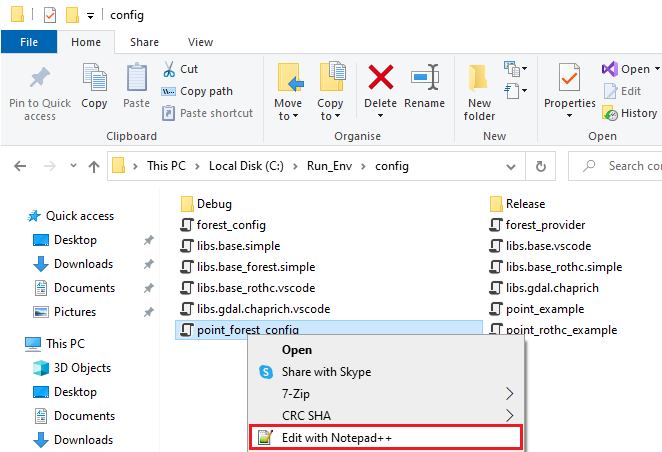 config
File Home Share View
Pin to Quick access
Copy
Paste
Cut
Copy path
Paste shortcut
Clipboard
Move to
Copy to
Delete
Rename
Organise
New folder
New
Properties
Open
Edit
History
Open
This PC > Local Disk (C:) > Run_Env > config
Search con
Quick access
Desktop
Downloads
Documents
Pictures
This PC
3D Objects
Desktop
Documents
Downloads
Debug
Release
forest_config
forest_provider
libs.base.simple
libs.base.vscode
libs.base_forest.simple
libs.base_rothc.simple
libs.base_rothc.vscode
libs.gdal.chaprich
libs.gdal.chaprich.vscode
point_example
point_forest_config
point_rothc_example
Open
Share with Skype
7-Zip
CRC SHA
Edit with Notepad++